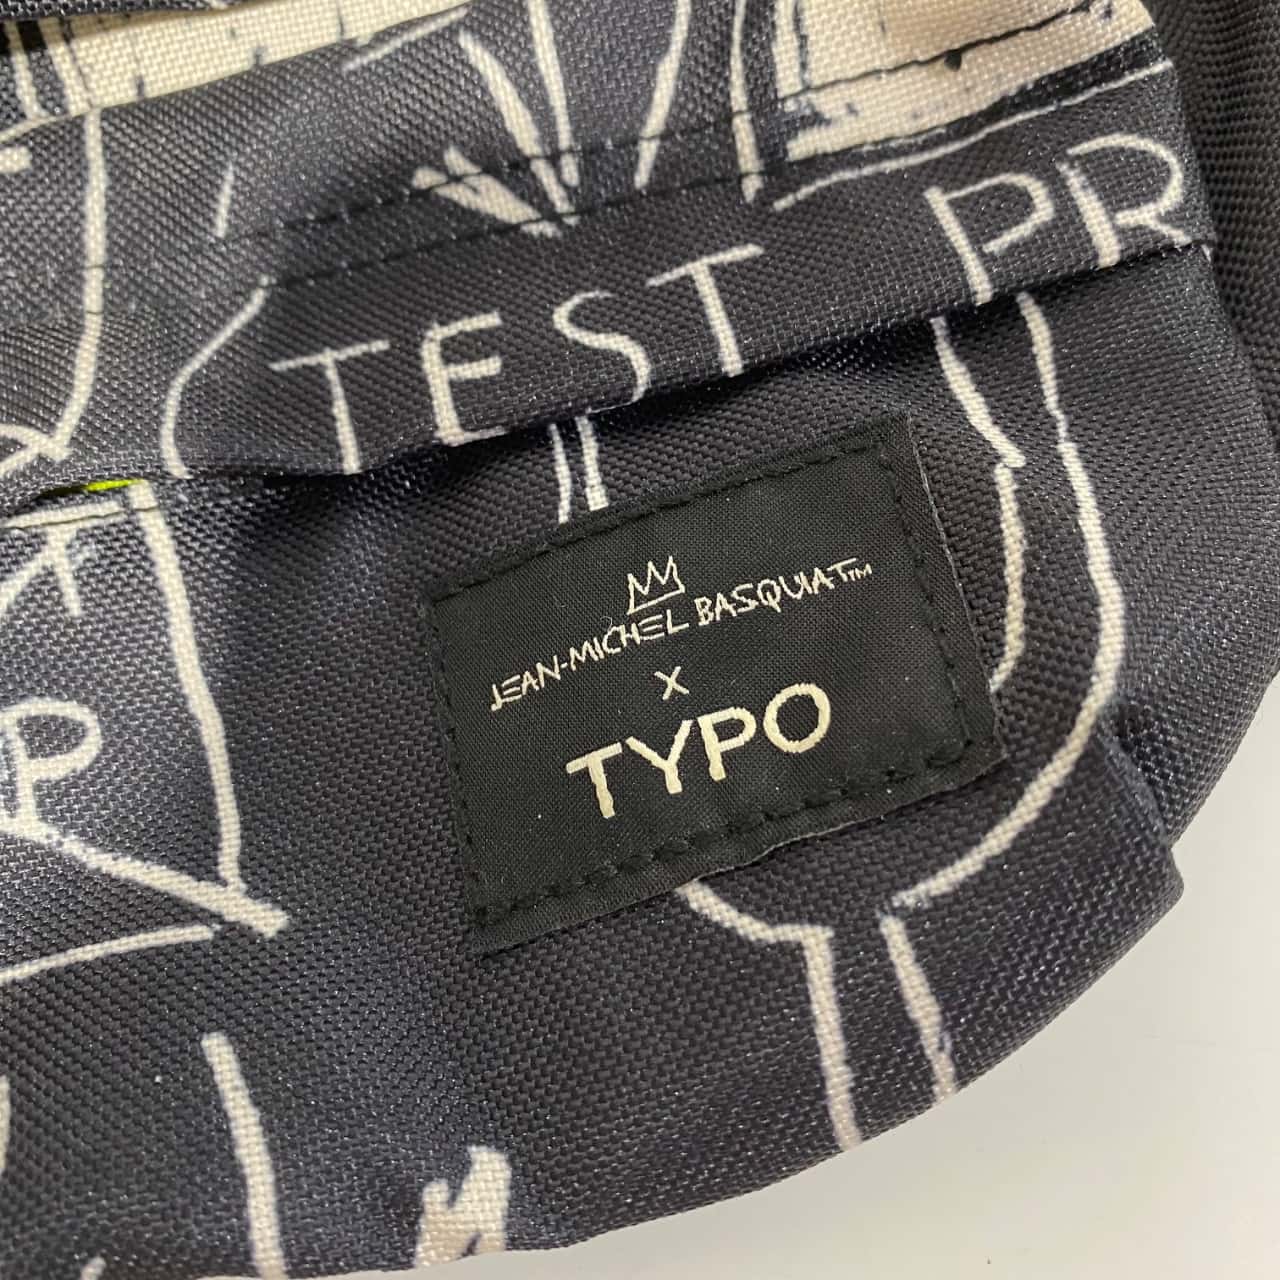 TEST PR
JEAN-MICHEL BASQUIAT™
x
TYPO
P